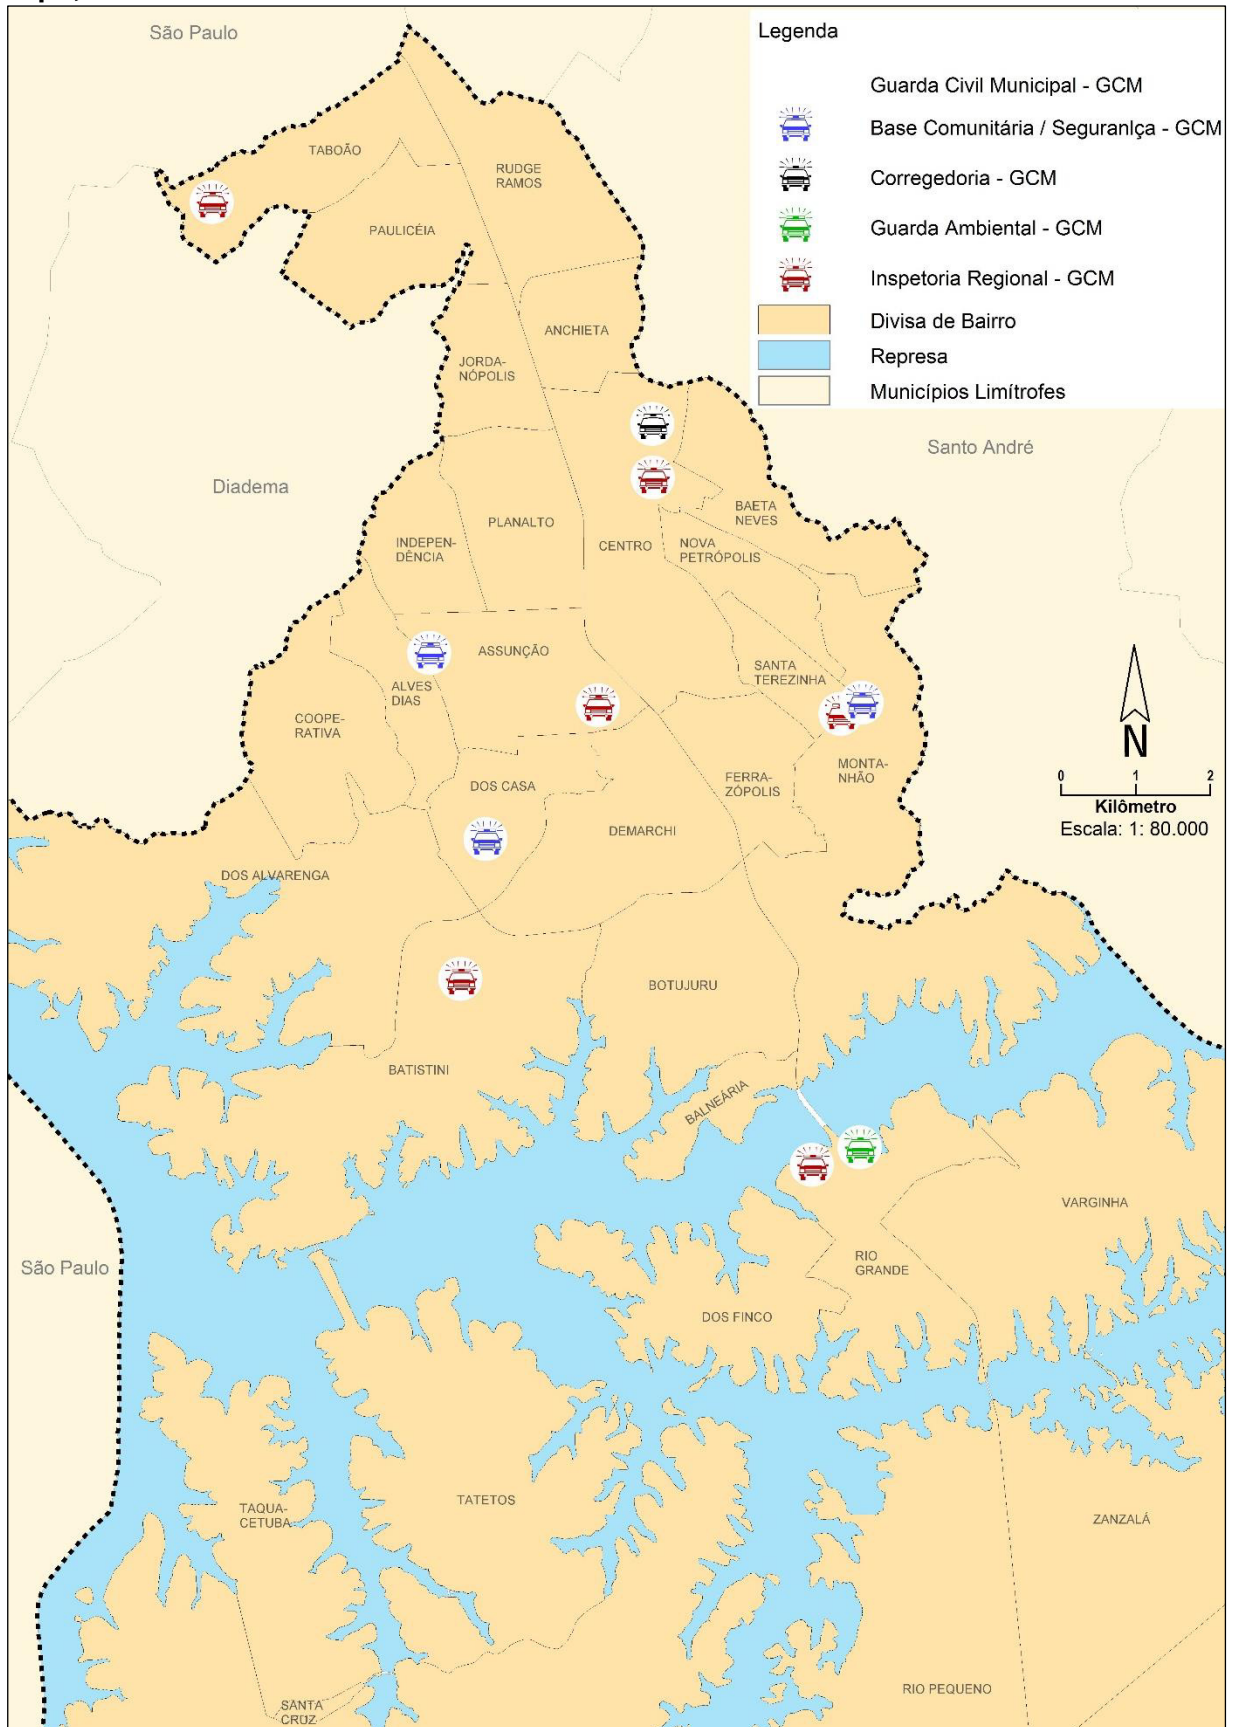 São Paulo
Legenda
Guarda Civil Municipal - GCM
Base Comunitária / Seguranlça - GCM
Corregedoria - GCM
Guarda Ambiental - GCM
Inspetoria Regional - GCM
Divisa de Bairro
Represa
Municípios Limítrofes
TABOÃO
RUDGE
RAMOS
PAULICÉIA
ANCHIETA
JORDA-
NÓPOLIS
Santo André
Diadema
BAETA
NEVES
PLANALTO
INDEPEN-
DÊNCIA
CENTRO
NOVA
PETRÓPOLIS
ASSUNÇÃO
SANTA
TEREZINHA
ALVES
DIAS
COOPE-
RATIVA
N
MONTA-
NHÃO
FERRA-
ZÓPOLIS
DOS CASA
0 1 2
Kilômetro
Escala: 1: 80.000
DEMARCHI
DOS ALVARENGA
BOTUJURU
BATISTINI
BALNEÁRIA
VARGINHA
São Paulo
RIO
GRANDE
DOS FINCO
TATETOS
TAQUA-
CETUBA
ZANZALÁ
RIO PEQUENO
SANTA
CRUZ